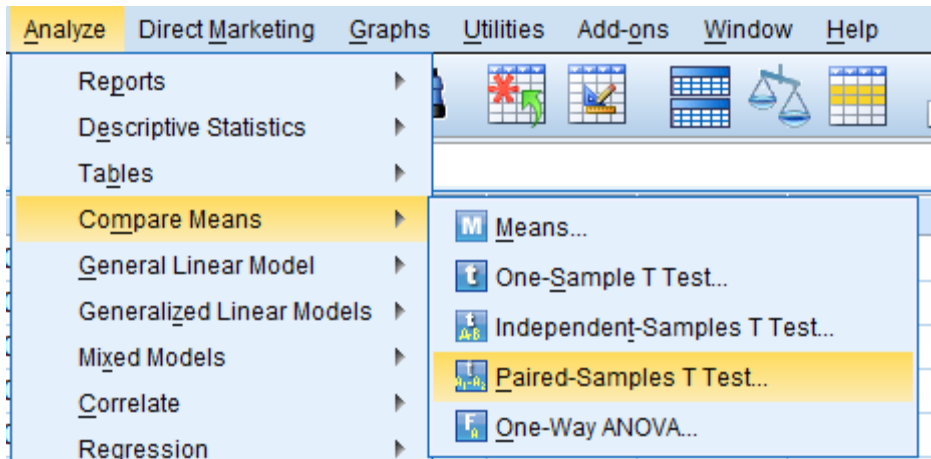 Analyze Direct Marketing Graphs Utilities Add-ons Window Help
Reports
Descriptive Statistics
Tables
Compare Means
General Linear Model
Generalized Linear Models
Mixed Models
Correlate
Regression
M Means...
t One-Sample T Test...
t A-B Independent-Samples T Test...
t A₁-A₂ Paired-Samples T Test...
F A One-Way ANOVA...